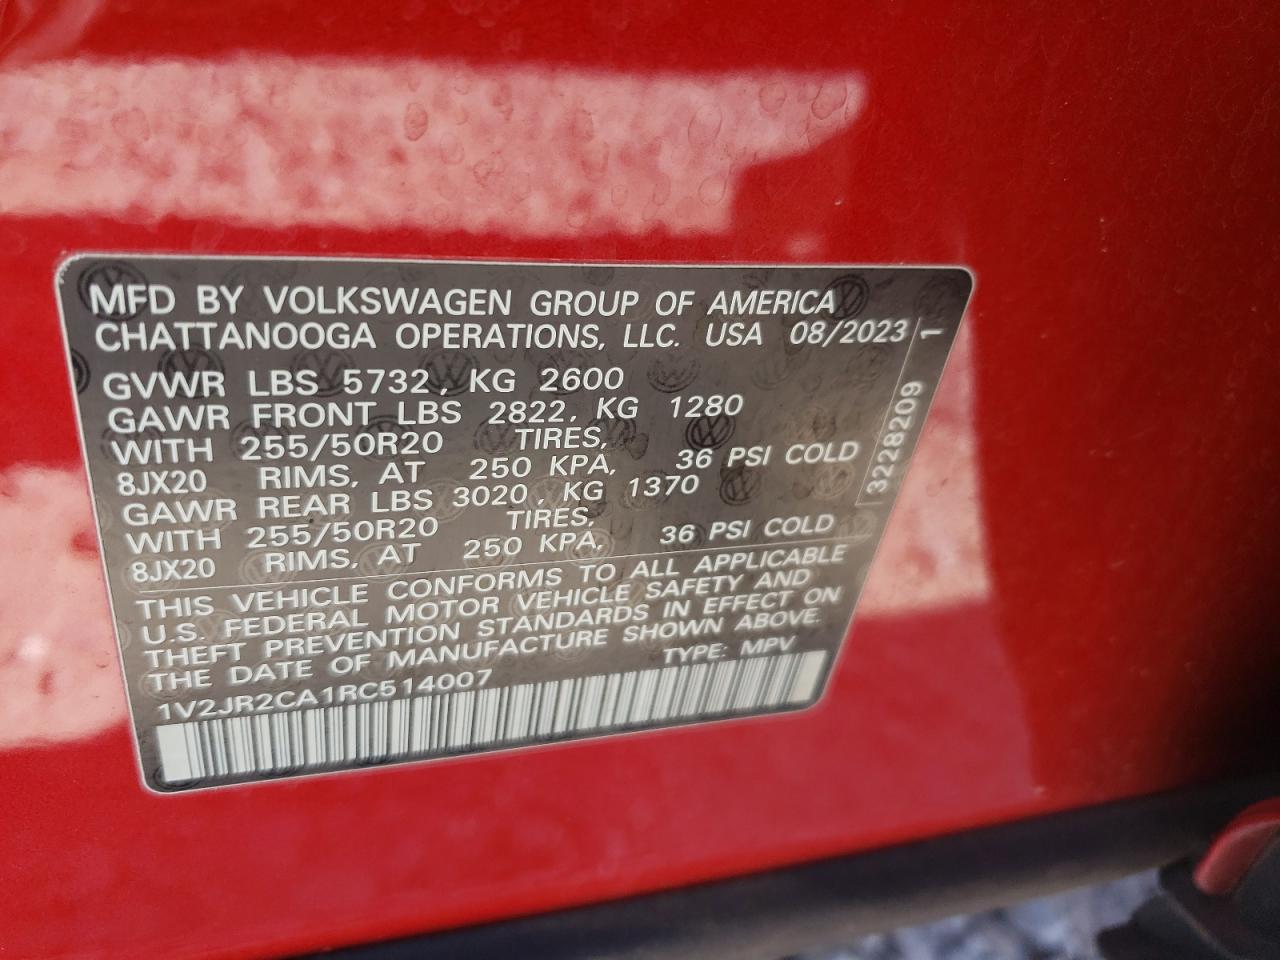 MFD BY VOLKSWAGEN GROUP OF AMERICA
CHATTANOOGA OPERATIONS, LLC. USA 08/2023
GVWR LBS 5732, KG 2600
GAWR FRONT LBS 2822, KG 1280
WITH 255/50R20 TIRES,
8JX20 RIMS, AT 250 KPA, 36 PSI COLD
GAWR REAR LBS 3020, KG 1370
WITH 255/50R20 TIRES,
8JX20 RIMS, AT 250 KPA, 36 PSI COLD
THIS VEHICLE CONFORMS TO ALL APPLICABLE
U.S. FEDERAL MOTOR VEHICLE SAFETY AND
THEFT PREVENTION STANDARDS IN EFFECT ON
THE DATE OF MANUFACTURE SHOWN ABOVE.
TYPE: MPV
1V2JR2CA1RC514007
3228209 1